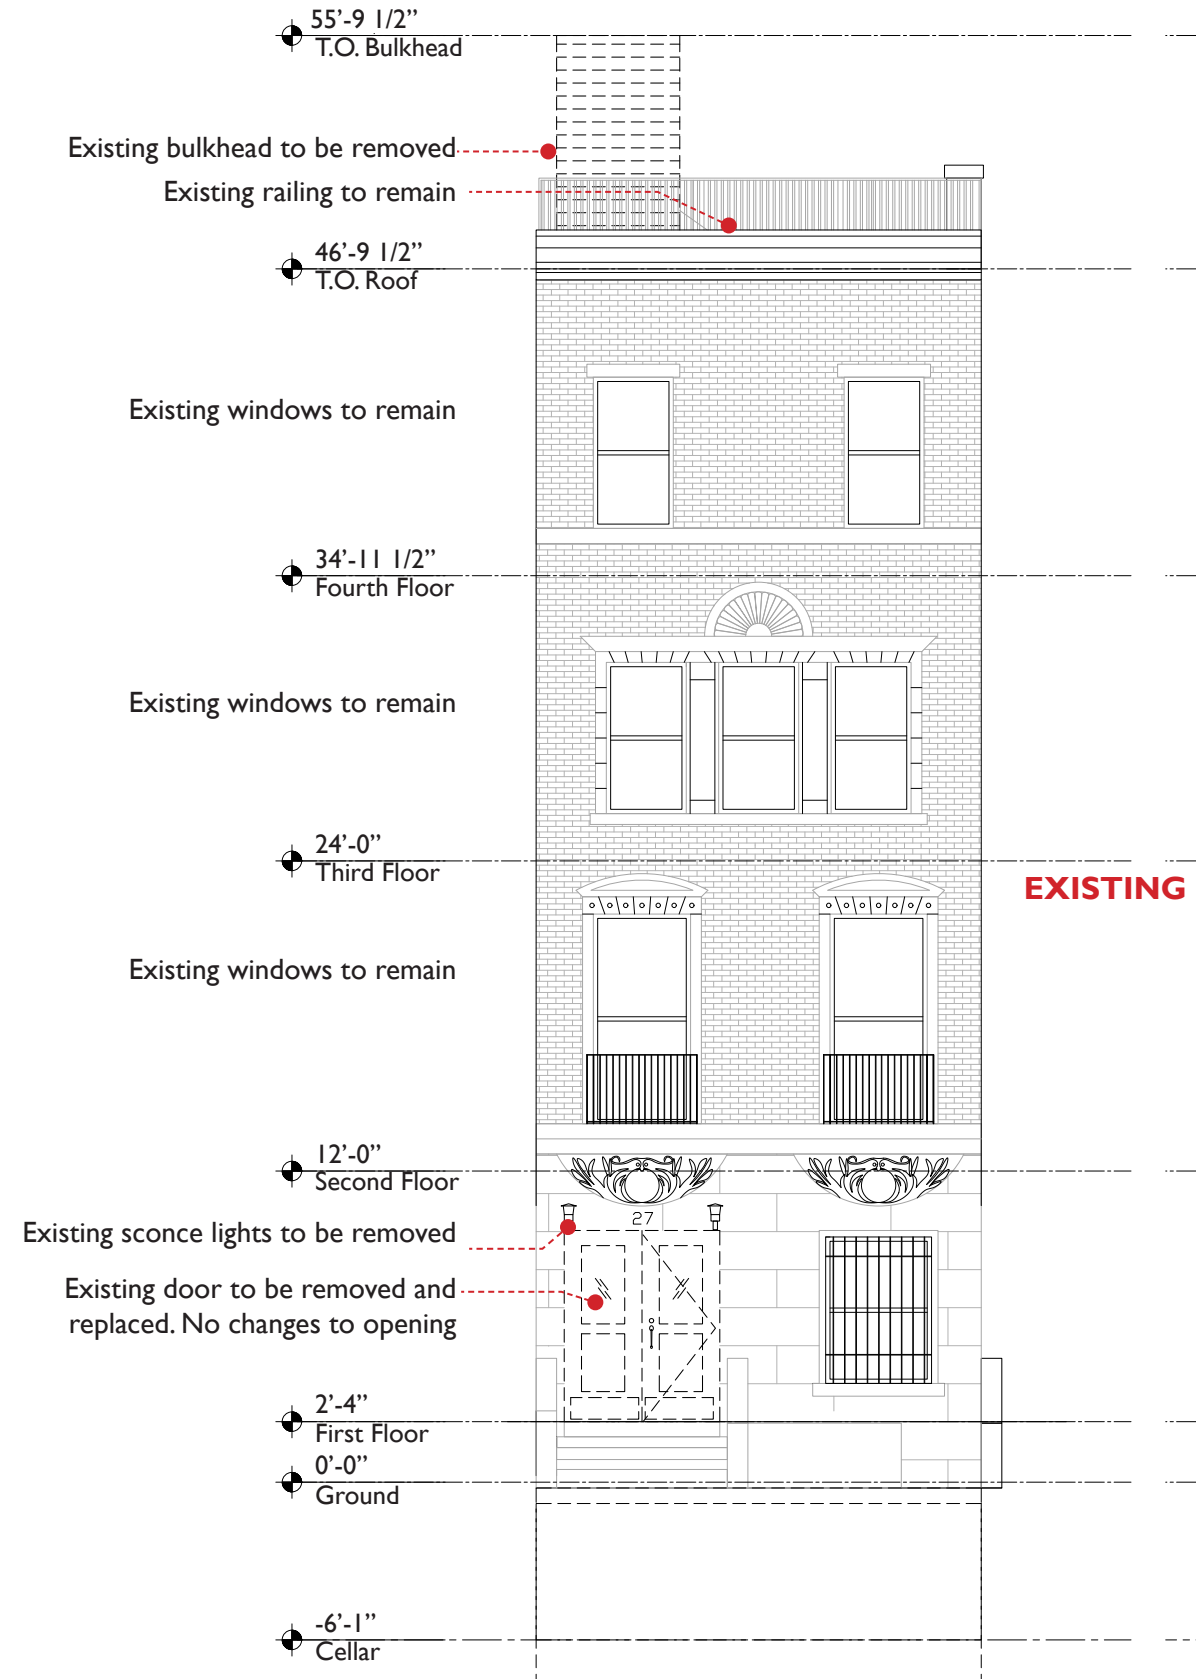 55’-9 1/2”
T.O. Bulkhead
Existing bulkhead to be removed
Existing railing to remain
46’-9 1/2”
T.O. Roof
Existing windows to remain
34’-11 1/2”
Fourth Floor
Existing windows to remain
24’-0”
Third Floor
EXISTING
Existing windows to remain
12’-0”
Second Floor
27
Existing sconce lights to be removed
Existing door to be removed and
replaced. No changes to opening
2’-4”
First Floor
0’-0”
Ground
-6’-1”
Cellar